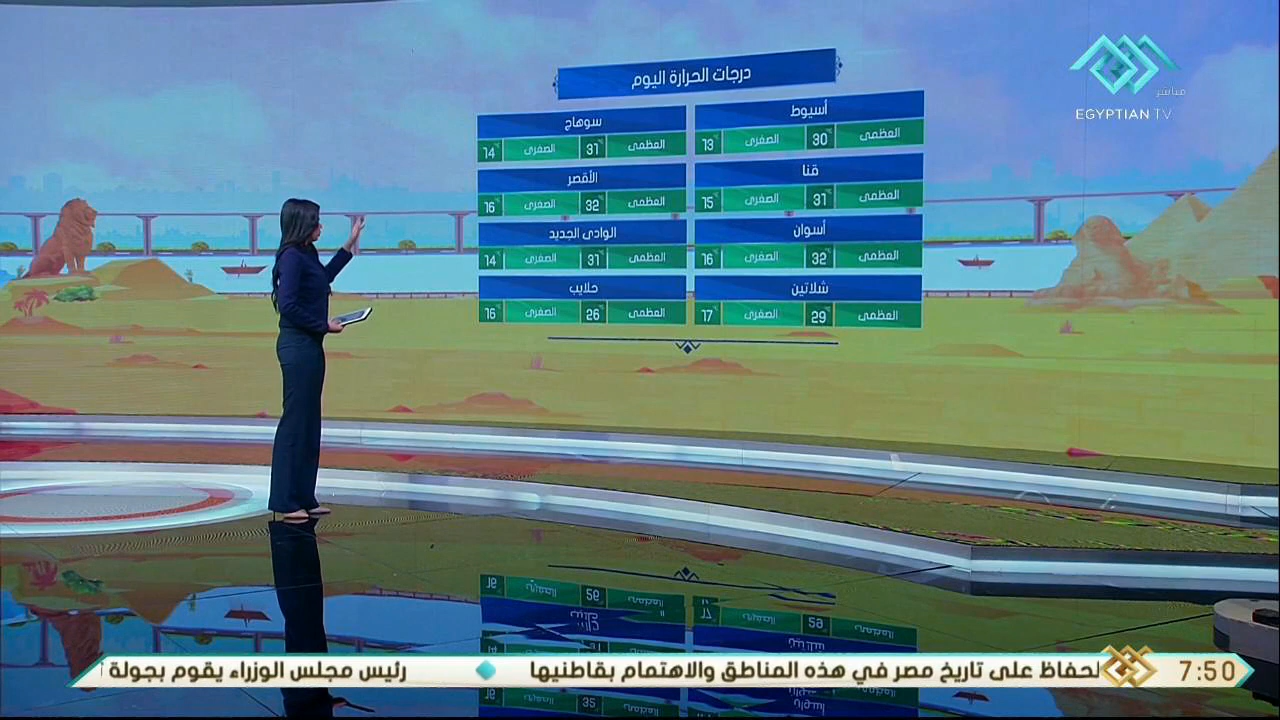 مباشر
EGYPTIAN TV
درجات الحرارة اليوم
أسيوط
العظمى 30 الصغرى 13
سوهاج
العظمى 31 الصغرى 14
قنا
العظمى 31 الصغرى 15
الأقصر
العظمى 32 الصغرى 16
أسوان
العظمى 32 الصغرى 16
الوادى الجديد
العظمى 31 الصغرى 14
شلاتين
العظمى 29 الصغرى 17
حلايب
العظمى 26 الصغرى 16
7:50 لحفاظ على تاريخ مصر في هذه المناطق والاهتمام بقاطنيها رئيس مجلس الوزراء يقوم بجولة